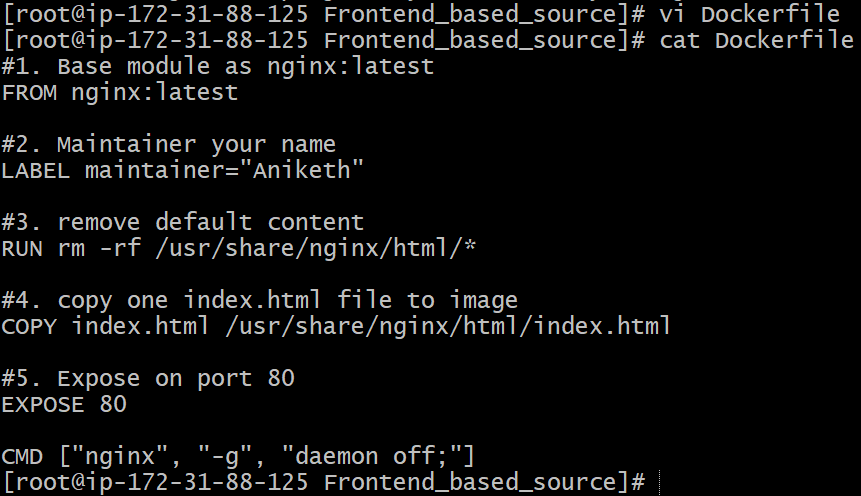 [root@ip-172-31-88-125 Frontend_based_source]# vi Dockerfile
[root@ip-172-31-88-125 Frontend_based_source]# cat Dockerfile
#1. Base module as nginx:latest
FROM nginx:latest
#2. Maintainer your name
LABEL maintainer="Aniketh"
#3. remove default content
RUN rm -rf /usr/share/nginx/html/*
#4. copy one index.html file to image
COPY index.html /usr/share/nginx/html/index.html
#5. Expose on port 80
EXPOSE 80
CMD ["nginx", "-g", "daemon off;"]
[root@ip-172-31-88-125 Frontend_based_source]#